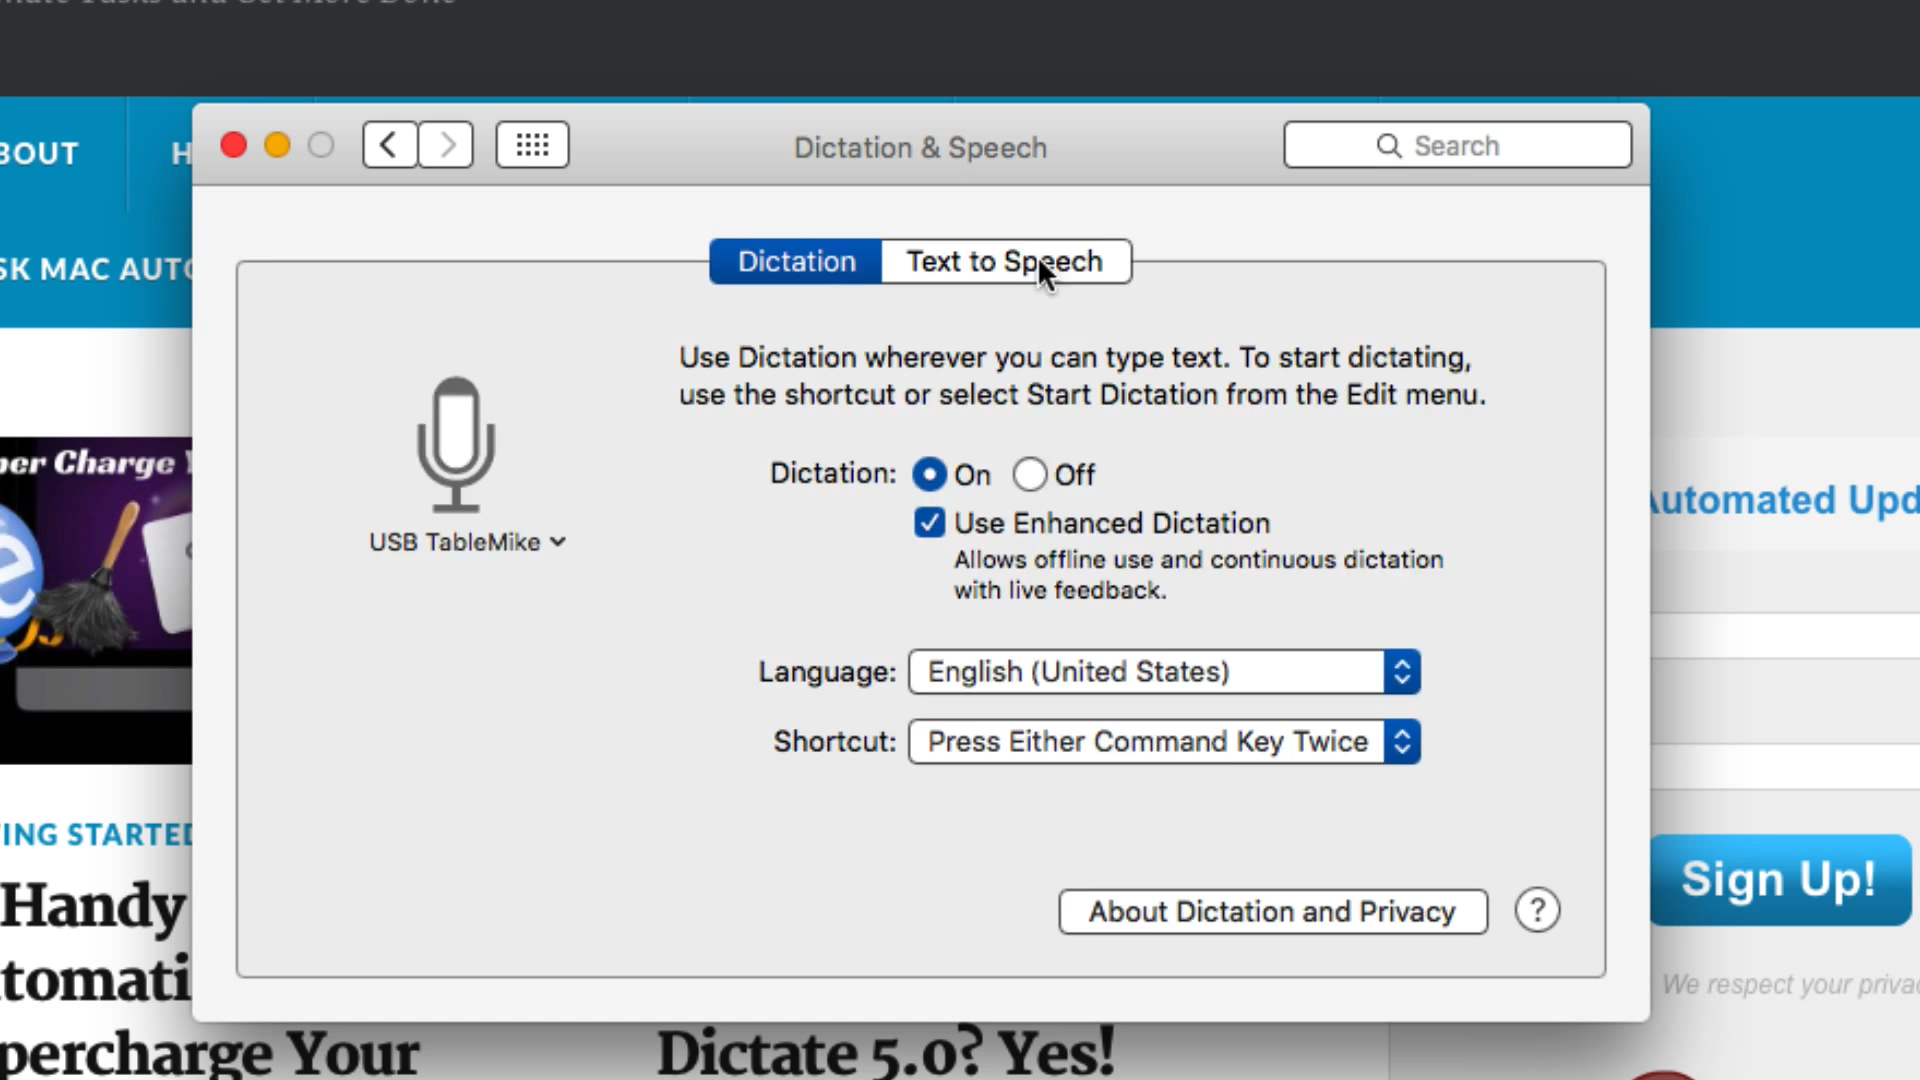 Dictation & Speech
Search
Dictation
Text to Speech
Use Dictation wherever you can type text. To start dictating,
use the shortcut or select Start Dictation from the Edit menu.
Dictation: On Off
Use Enhanced Dictation
Allows offline use and continuous dictation
with live feedback.
USB TableMike
Language: English (United States)
Shortcut: Press Either Command Key Twice
About Dictation and Privacy
?
BOUT
H
SK MAC AUTO
per Charge
Automated Upd
ING STARTED
Handy
tomati
percharge Your
Dictate 5.0? Yes!
Sign Up!
We respect your priva